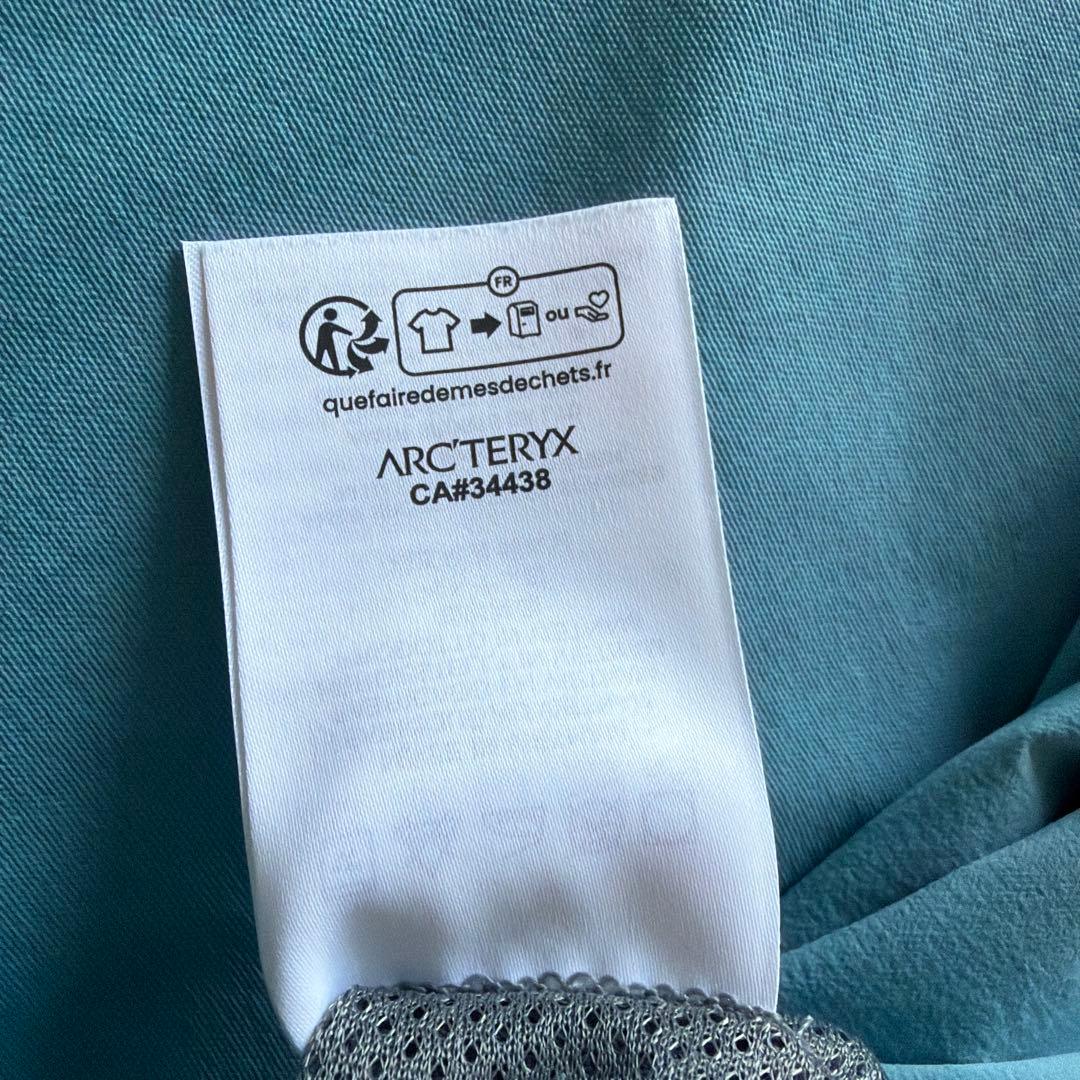 FR
ou
quefairedemesdechets.fr
ARC'TERYX
CA#34438